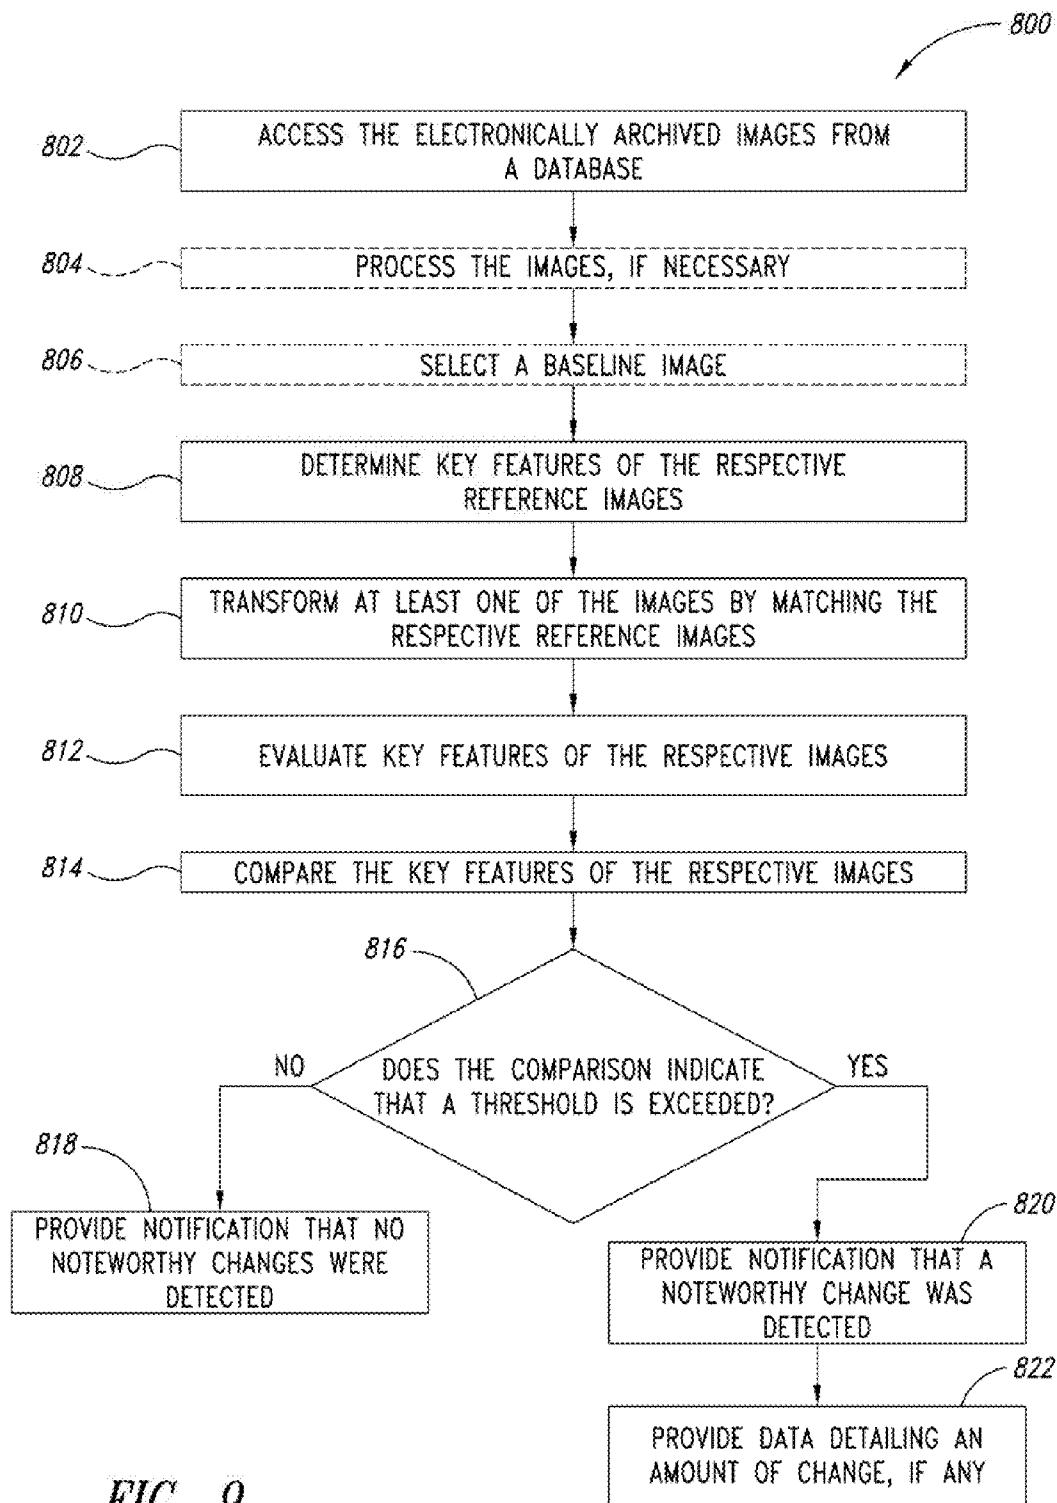 800
802
ACCESS THE ELECTRONICALLY ARCHIVED IMAGES FROM
A DATABASE
804
PROCESS THE IMAGES, IF NECESSARY
806
SELECT A BASELINE IMAGE
808
DETERMINE KEY FEATURES OF THE RESPECTIVE
REFERENCE IMAGES
810
TRANSFORM AT LEAST ONE OF THE IMAGES BY MATCHING THE
RESPECTIVE REFERENCE IMAGES
812
EVALUATE KEY FEATURES OF THE RESPECTIVE IMAGES
814
COMPARE THE KEY FEATURES OF THE RESPECTIVE IMAGES
816
NO
DOES THE COMPARISON INDICATE
THAT A THRESHOLD IS EXCEEDED?
YES
818
PROVIDE NOTIFICATION THAT NO
NOTEWORTHY CHANGES WERE
DETECTED
820
PROVIDE NOTIFICATION THAT A
NOTEWORTHY CHANGE WAS
DETECTED
822
PROVIDE DATA DETAILING AN
AMOUNT OF CHANGE, IF ANY
FIG.